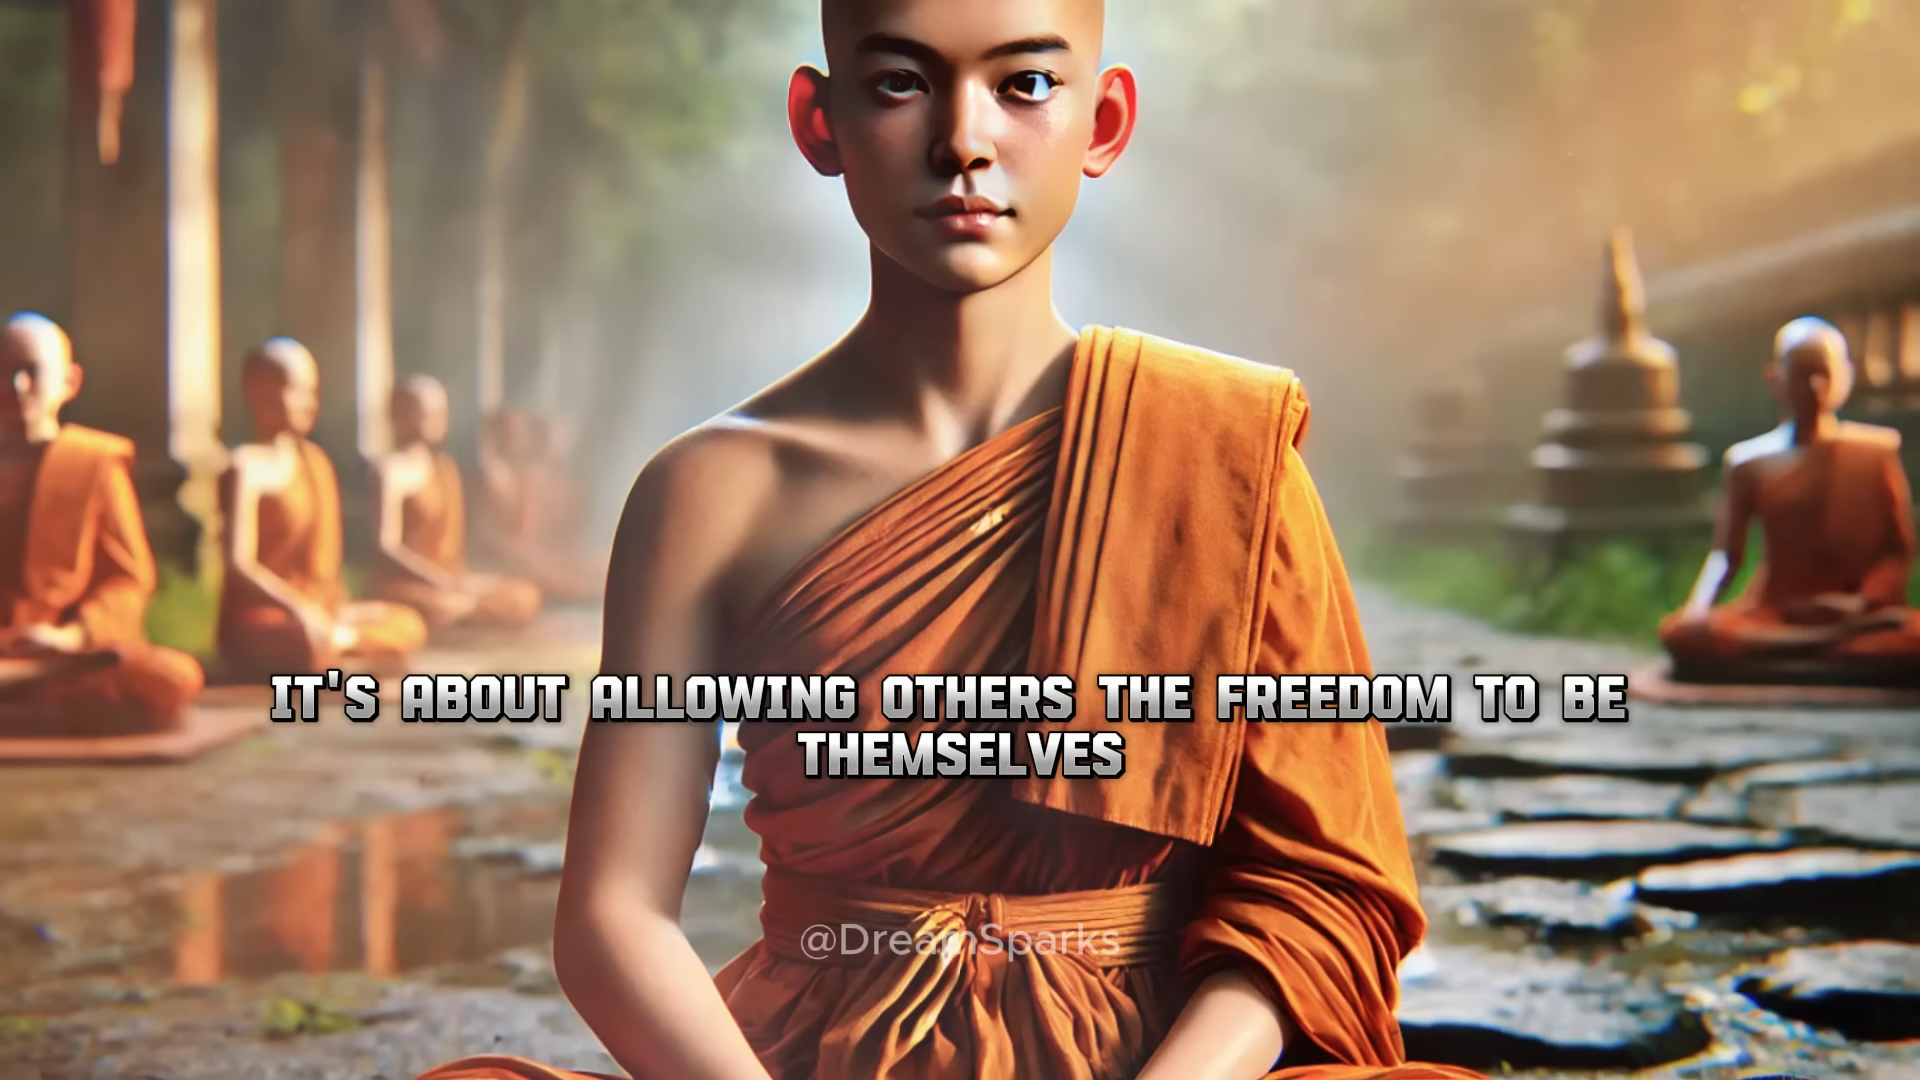 IT'S ABOUT ALLOWING OTHERS THE FREEDOM TO BE
THEMSELVES
@DreamSparks